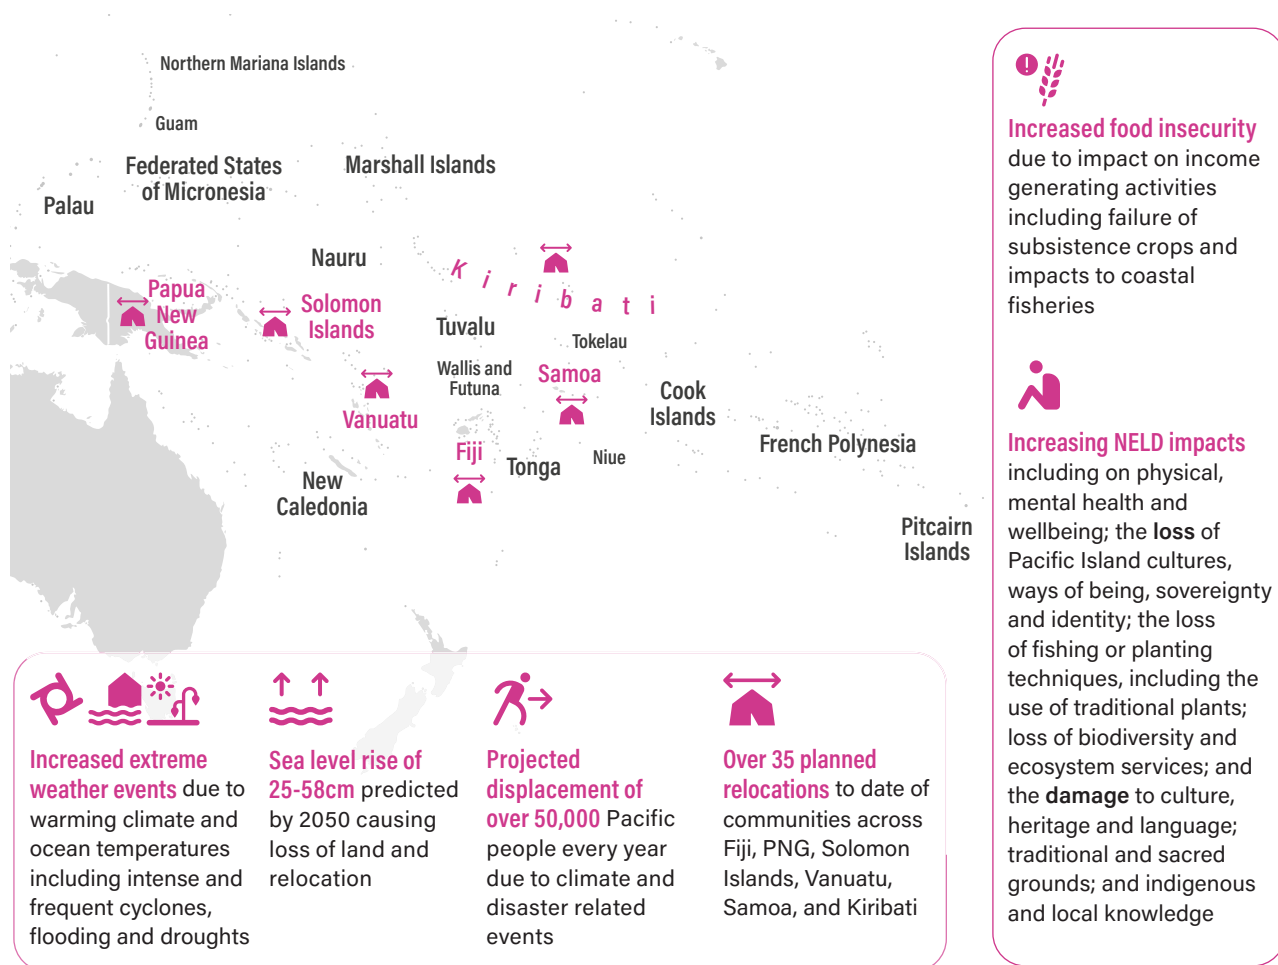 Northern Mariana Islands
Guam
Federated States
of Micronesia
Marshall Islands
Palau
Nauru
Kiribati
Papua
New
Guinea
Solomon
Islands
Tuvalu
Tokelau
Wallis and
Futuna
Samoa
Vanuatu
Cook
Islands
Fiji
Tonga
Niue
French Polynesia
New
Caledonia
Pitcairn
Islands
Increased extreme
weather events due to
warming climate and
ocean temperatures
including intense and
frequent cyclones,
flooding and droughts
Sea level rise of
25-58cm predicted
by 2050 causing
loss of land and
relocation
Projected
displacement of
over 50,000 Pacific
people every year
due to climate and
disaster related
events
Over 35 planned
relocations to date of
communities across
Fiji, PNG, Solomon
Islands, Vanuatu,
Samoa, and Kiribati
Increased food insecurity
due to impact on income
generating activities
including failure of
subsistence crops and
impacts to coastal
fisheries
Increasing NELD impacts
including on physical,
mental health and
wellbeing; the loss of
Pacific Island cultures,
ways of being, sovereignty
and identity; the loss
of fishing or planting
techniques, including the
use of traditional plants;
loss of biodiversity and
ecosystem services; and
the damage to culture,
heritage and language;
traditional and sacred
grounds; and indigenous
and local knowledge